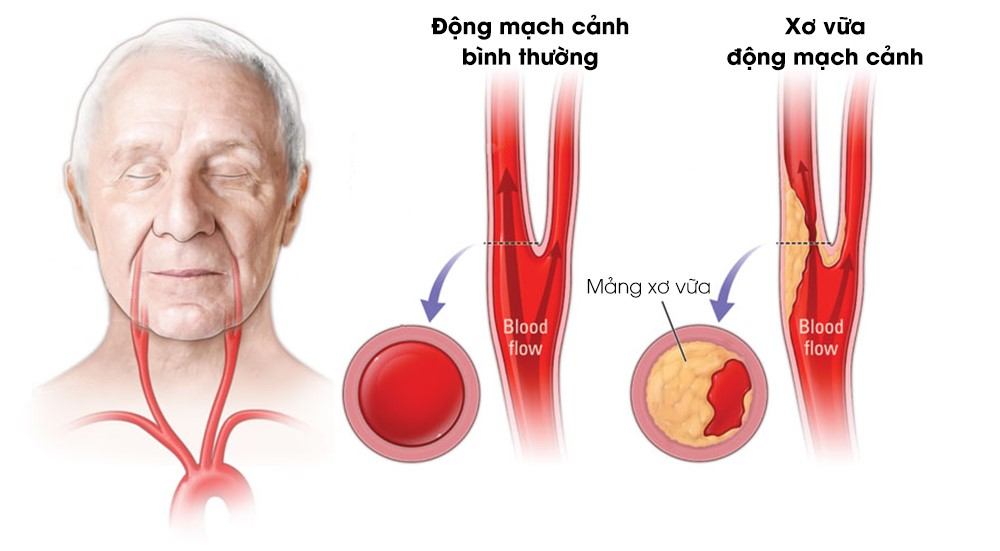 Động mạch cảnh
bình thường
Xơ vữa
động mạch cảnh
Mảng xơ vữa
Blood
flow
Blood
flow